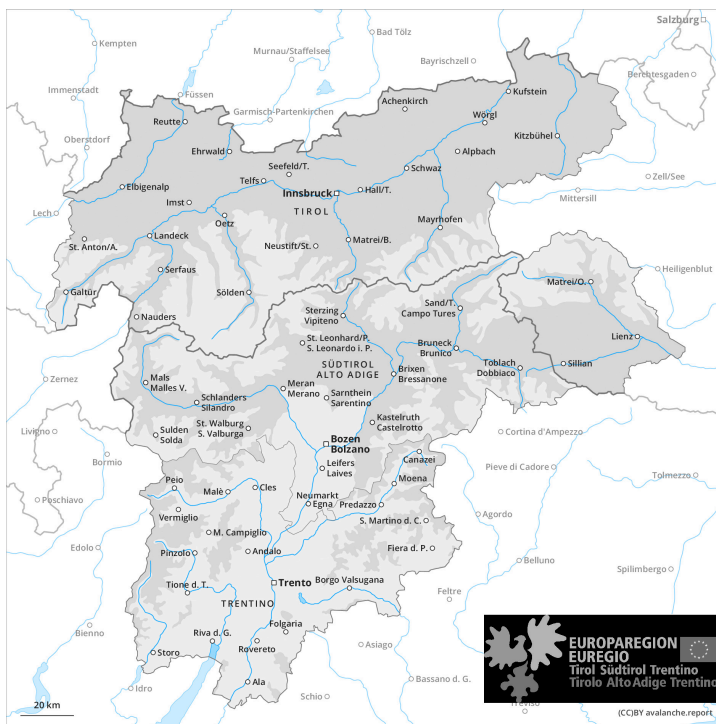 Salzburg
Bad Tölz
Kempten
Murnau/Staffelsee
Bayrischzell
Berchtesgaden
Immenstadt
Füssen
Achenkirch
Kufstein
Garmisch-Partenkirchen
Reutte
Wörgl
Oberstdorf
Kitzbühel
Ehrwald
Alpbach
Seefeld/T.
Schwaz
Zell/See
Elbigenalp
Telfs
Innsbruck
Hall/T.
Mittersill
Imst
TIROL
Lech
Oetz
Mayrhofen
Landeck
St. Anton/A.
Neustift/St.
Matrei/B.
Serfaus
Heiligenblut
Matrei/O.
Galtür
Sölden
Nauders
Sterzing
Vipiteno
Sand/T.
Campo Tures
Lienz
St. Leonhard/P.
S. Leonardo i. P.
Bruneck
Brunico
Toblach
Dobbiaco
Sillian
SÜDTIROL
ALTO ADIGE
Brixen
Bressanone
Zernez
Mals
Malles V.
Meran
Merano
Schlanders
Silandro
Sarnthein
Sarentino
St. Walburg
S. Valburga
Kastelruth
Castelrotto
Livigno
Sulden
Solda
Bozen
Bolzano
Cortina d'Ampezzo
Canazei
Bormio
Leifers
Laives
Pieve di Cadore
Tolmezzo
Peio
Malè
Cles
Moena
Poschiavo
Neumarkt
Egna
Predazzo
Vermiglio
Agordo
S. Martino d. C.
M. Campiglio
Edolo
Pinzolo
Andalo
Fiera d. P.
Belluno
Spilimbergo
Trento
Borgo Valsugana
Tione d. T.
Feltre
TRENTINO
Folgaria
Bienno
Riva d. G.
Rovereto
Asiago
Storo
Ala
Idro
Schio
Bassano d. G.
Treviso
EUROPAREGION
EUREGIO
Tirol Südtirol Trentino
Tirolo Alto Adige Trentino
20 km
(CC)BY avalanche.report